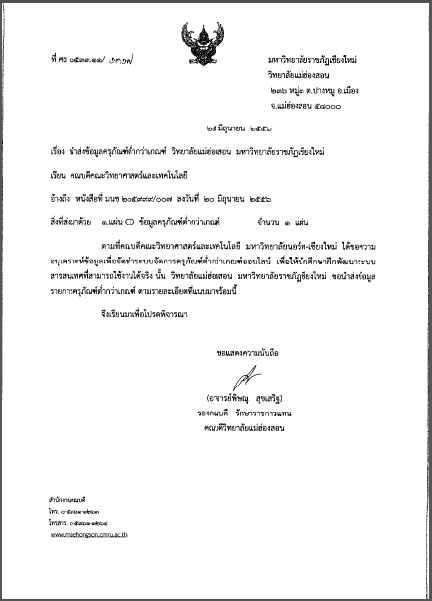 ที่ ศธ ๐๕๓๓.๑๑/
มหาวิทยาลัยราชภัฏเชียงใหม่
วิทยาลัยแม่ฮ่องสอน
๒๓๖ หมู่๓ ต.ปางหมู อ.เมือง
จ.แม่ฮ่องสอน ๕๘๐๐๐
มิถุนายน ๒๕๕๖
เรื่อง นำส่งข้อมูลครุภัณฑ์ต่ำกว่าเกณฑ์ วิทยาลัยแม่ฮ่องสอน มหาวิทยาลัยราชภัฏเชียงใหม่
เรียน คณบดีคณะวิทยาศาสตร์และเทคโนโลยี
อ้างถึง หนังสือที่ มนช ๒๐๕๙๙๙/๐๐๗ ลงวันที่ ๒๐ มิถุนายน ๒๕๕๖
สิ่งที่ส่งมาด้วย ๑.แผ่น CD ข้อมูลครุภัณฑ์ต่ำกว่าเกณฑ์ จำนวน ๑ แผ่น
ตามที่คณบดีคณะวิทยาศาสตร์และเทคโนโลยี มหาวิทยาลัยนอร์ท-เชียงใหม่ ได้ขอความ
อนุเคราะห์ข้อมูลเพื่อจัดทำระบบจัดการครุภัณฑ์ต่ำกว่าเกณฑ์ออนไลน์ เพื่อให้นักศึกษาฝึกพัฒนาระบบ
สารสนเทศที่สามารถใช้งานได้จริง นั้น วิทยาลัยแม่ฮ่องสอน มหาวิทยาลัยราชภัฏเชียงใหม่ ขอนำส่งข้อมูล
รายการครุภัณฑ์ต่ำกว่าเกณฑ์ ตามรายละเอียดที่แนบมาพร้อมนี้
จึงเรียนมาเพื่อโปรดพิจารณา
ขอแสดงความนับถือ
(อาจารย์พิษณุ สุขเสริฐ)
รองคณบดี รักษาราชการแทน
คณบดีวิทยาลัยแม่ฮ่องสอน
สำนักงานคณบดี
โทร.
โทรสาร.
www.maehongson.cmru.ac.th